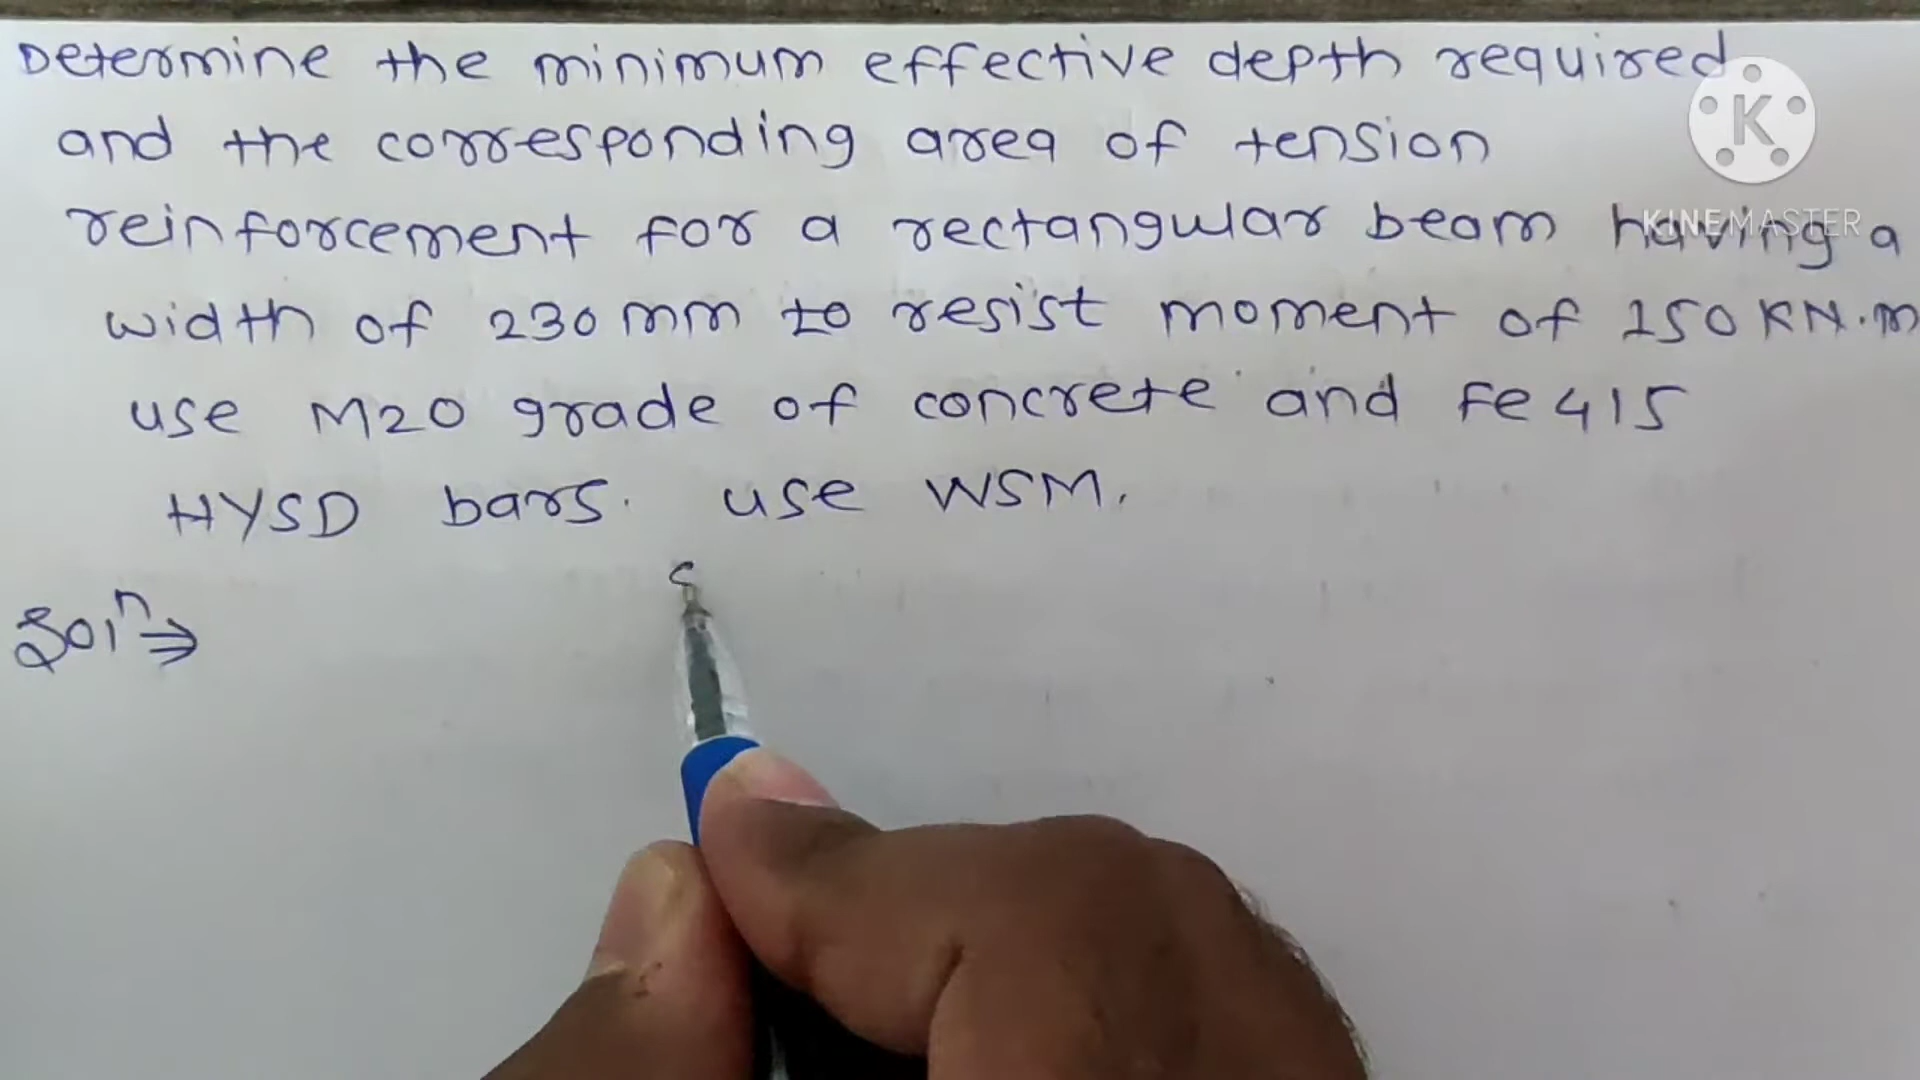 Determine the minimum effective depth required
and the corresponding area of tension
reinforcement for a rectangular beam having a
width of 230 mm to resist moment of 150 KN.m
use M20 grade of concrete and Fe 415
HYSD bars. use WSM.
Solⁿ ⇒
K
KINEMASTER